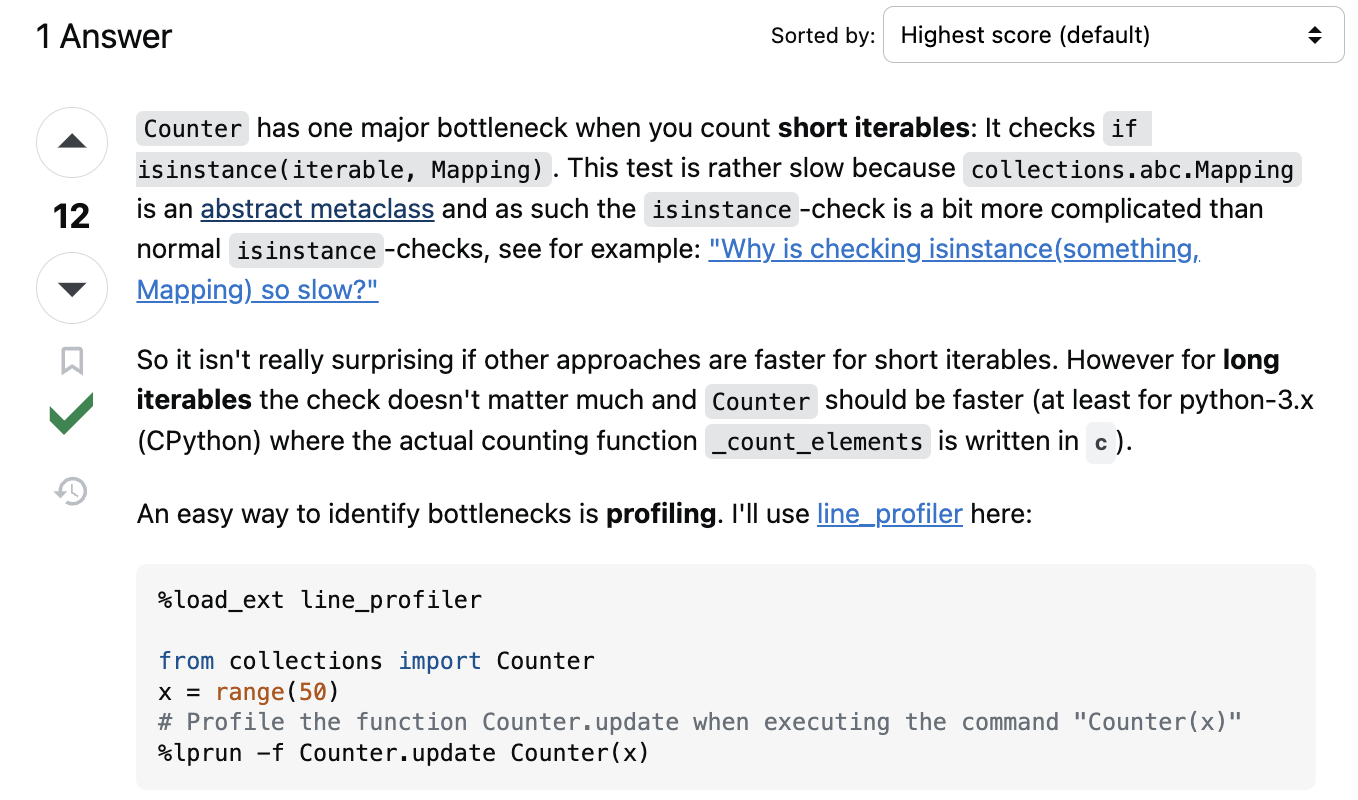 1 Answer
Sorted by:
Highest score (default)
12
Counter has one major bottleneck when you count short iterables: It checks if
isinstance(iterable, Mapping). This test is rather slow because collections.abc.Mapping
is an abstract metaclass and as such the isinstance-check is a bit more complicated than
normal isinstance-checks, see for example: "Why is checking isinstance(something,
Mapping) so slow?"
So it isn't really surprising if other approaches are faster for short iterables. However for long
iterables the check doesn't matter much and Counter should be faster (at least for python-3.x
(CPython) where the actual counting function _count_elements is written in c).
An easy way to identify bottlenecks is profiling. I'll use line_profiler here:
%load_ext line_profiler
from collections import Counter
x = range(50)
# Profile the function Counter.update when executing the command "Counter(x)"
%lprun -f Counter.update Counter(x)